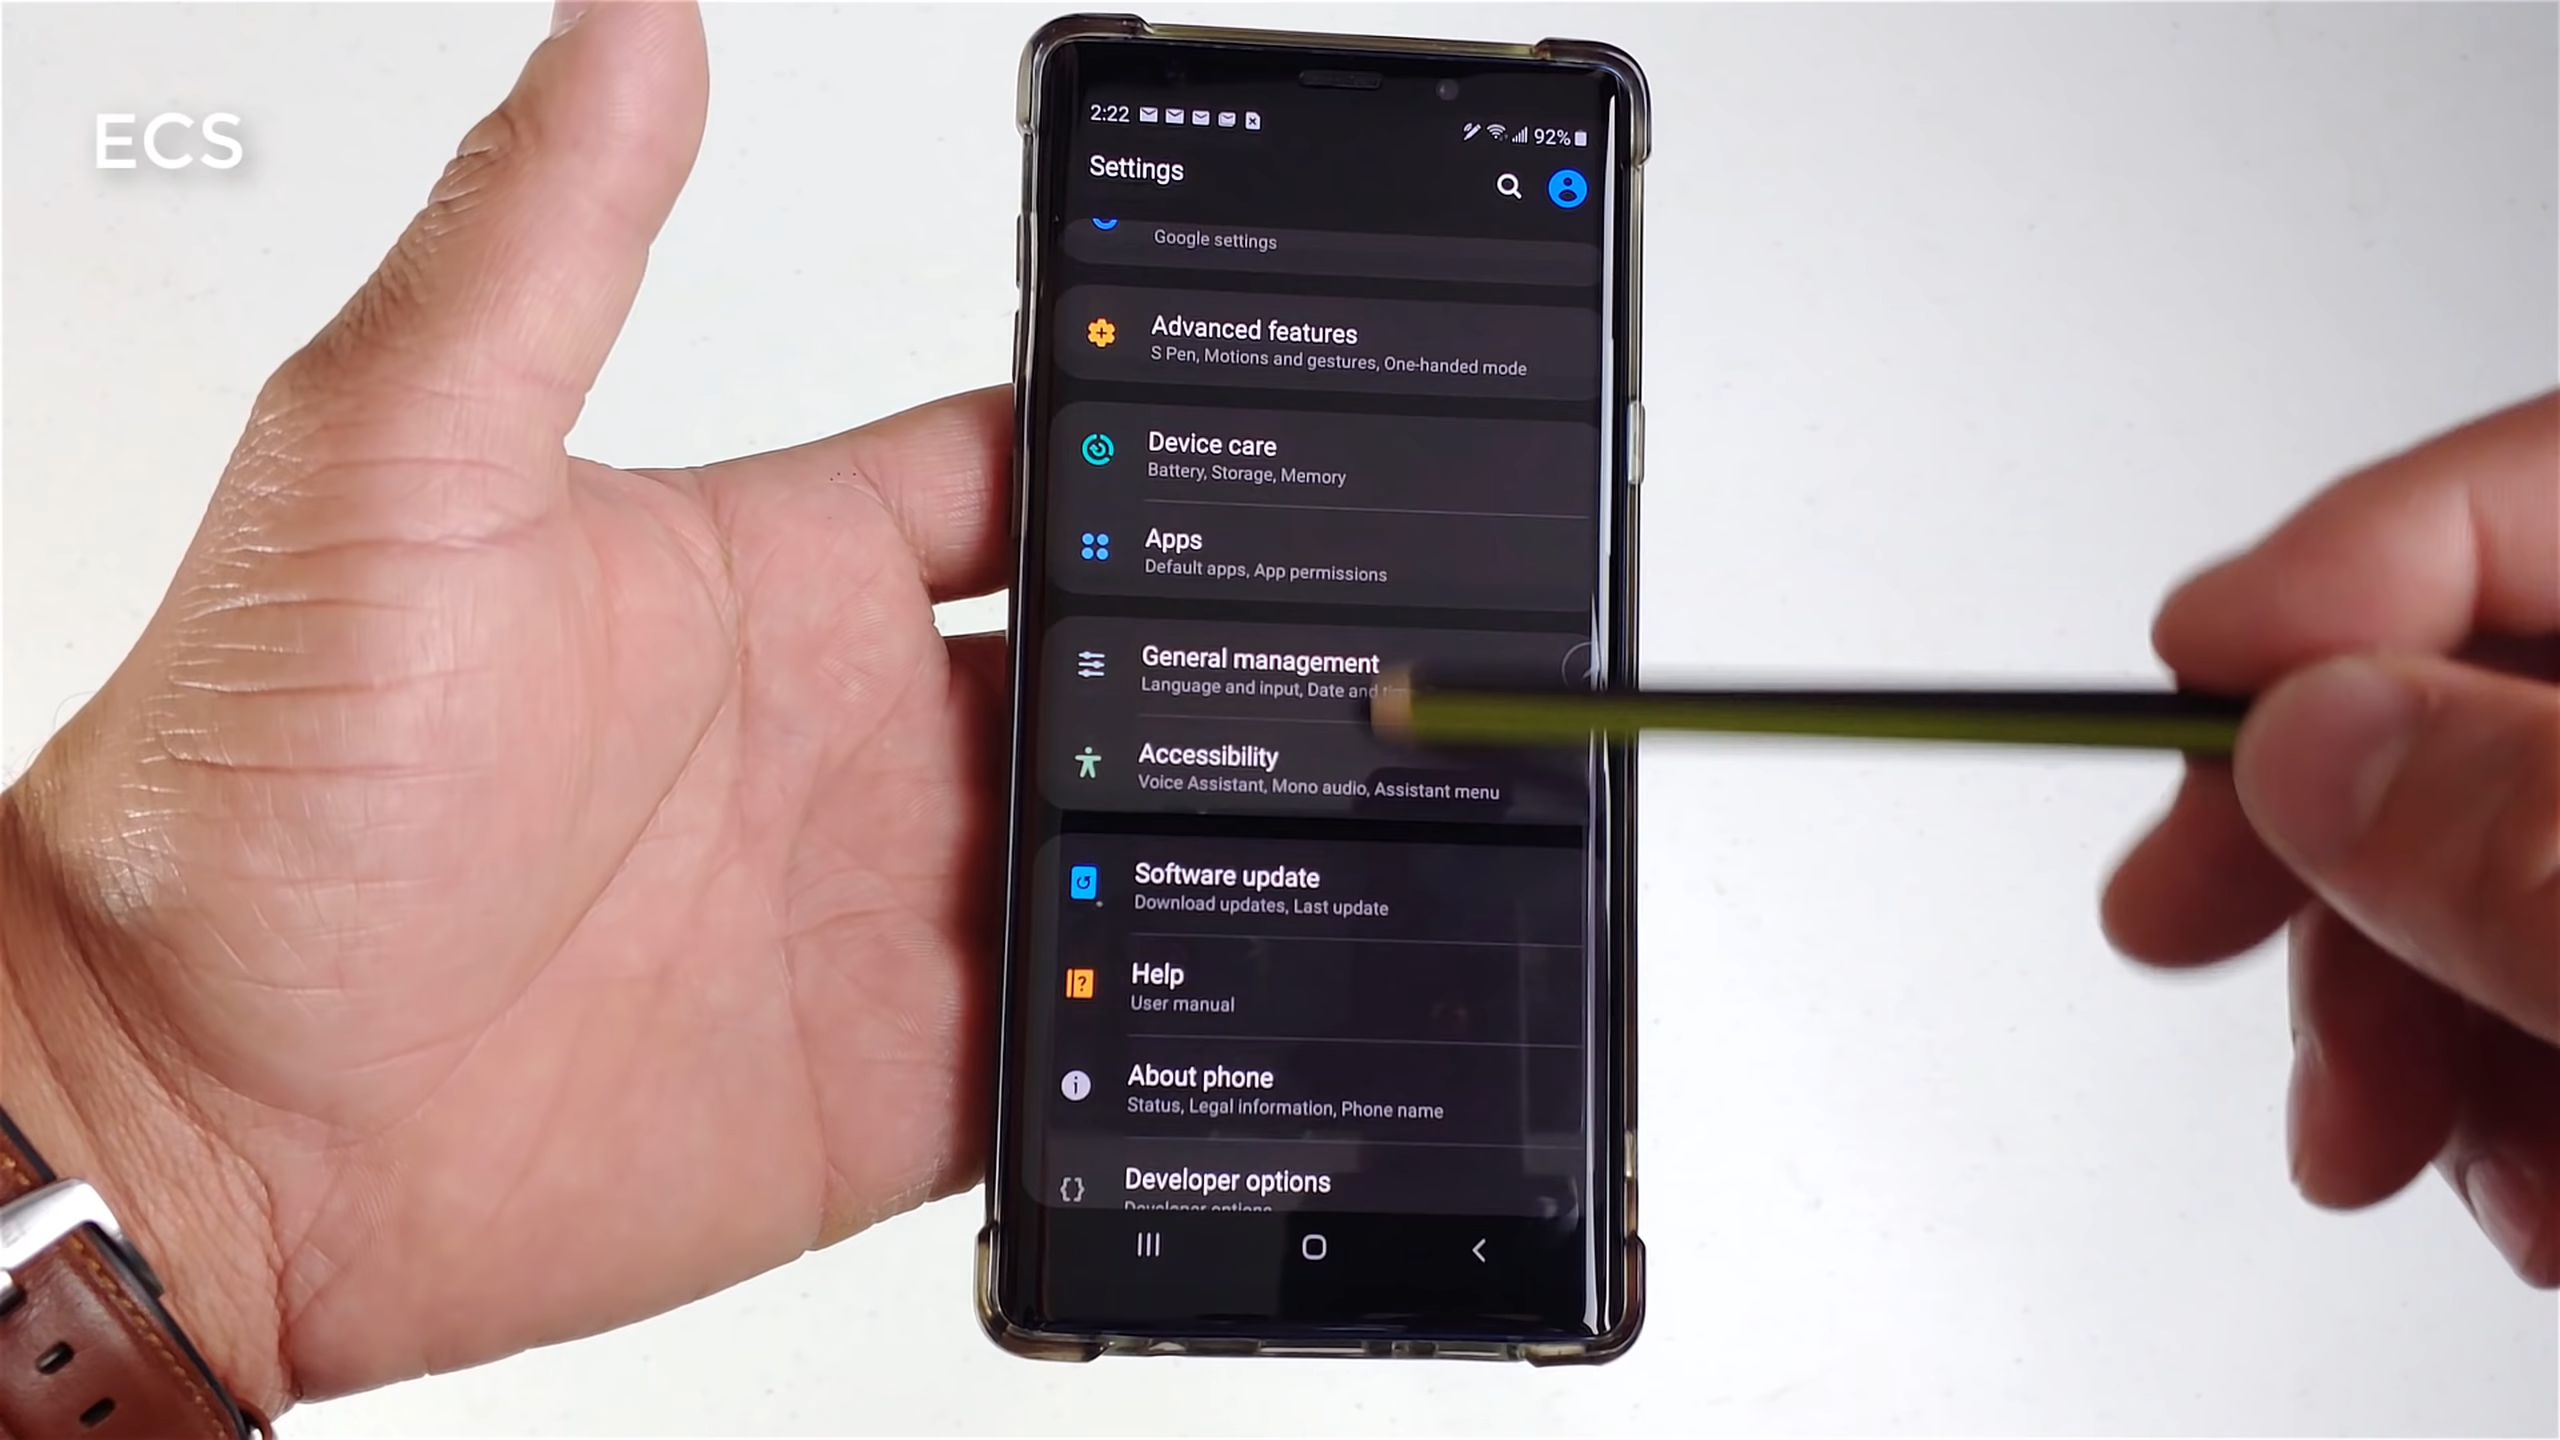 ECS
2:22
92%
Settings
Google settings
Advanced features
S Pen, Motions and gestures, One-handed mode
Device care
Battery, Storage, Memory
Apps
Default apps, App permissions
General management
Language and input, Date and
Accessibility
Voice Assistant, Mono audio, Assistant menu
Software update
Download updates, Last update
Help
User manual
About phone
Status, Legal information, Phone name
Developer options
Developer options